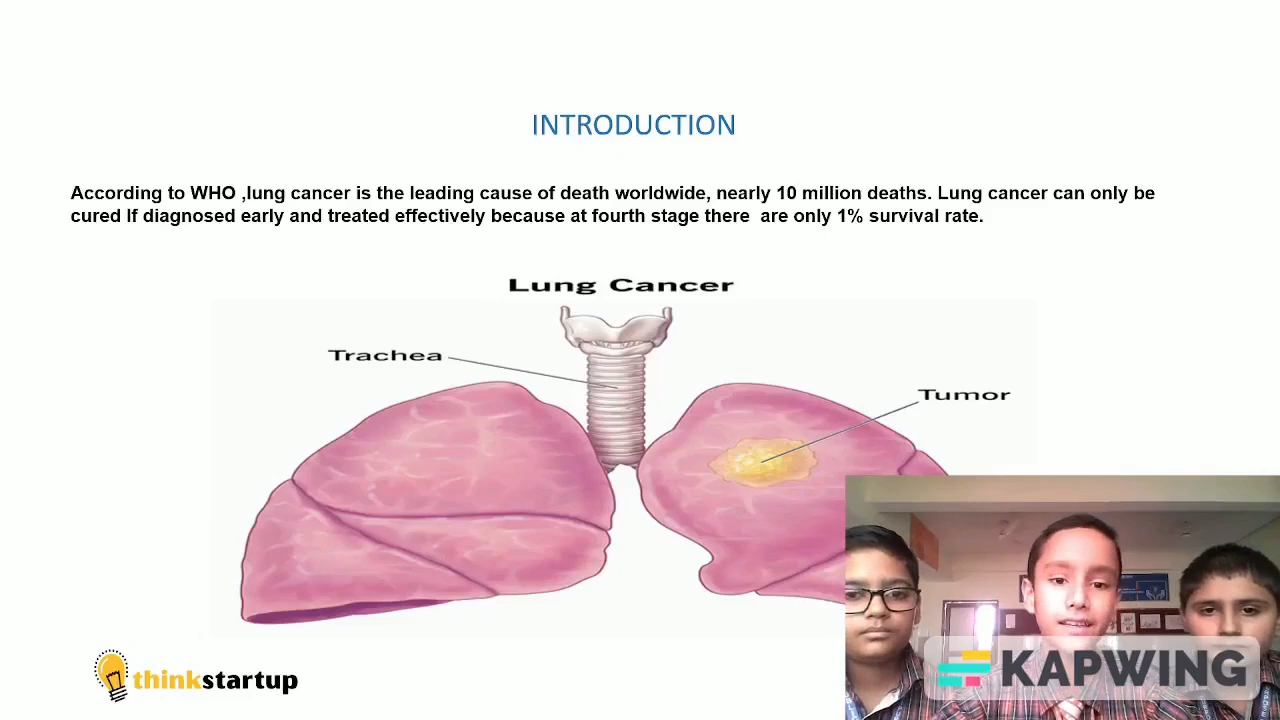 INTRODUCTION
According to WHO ,lung cancer is the leading cause of death worldwide, nearly 10 million deaths. Lung cancer can only be
cured If diagnosed early and treated effectively because at fourth stage there  are only 1% survival rate.
Lung Cancer
Trachea
Tumor
thinkstartup
KAPWING